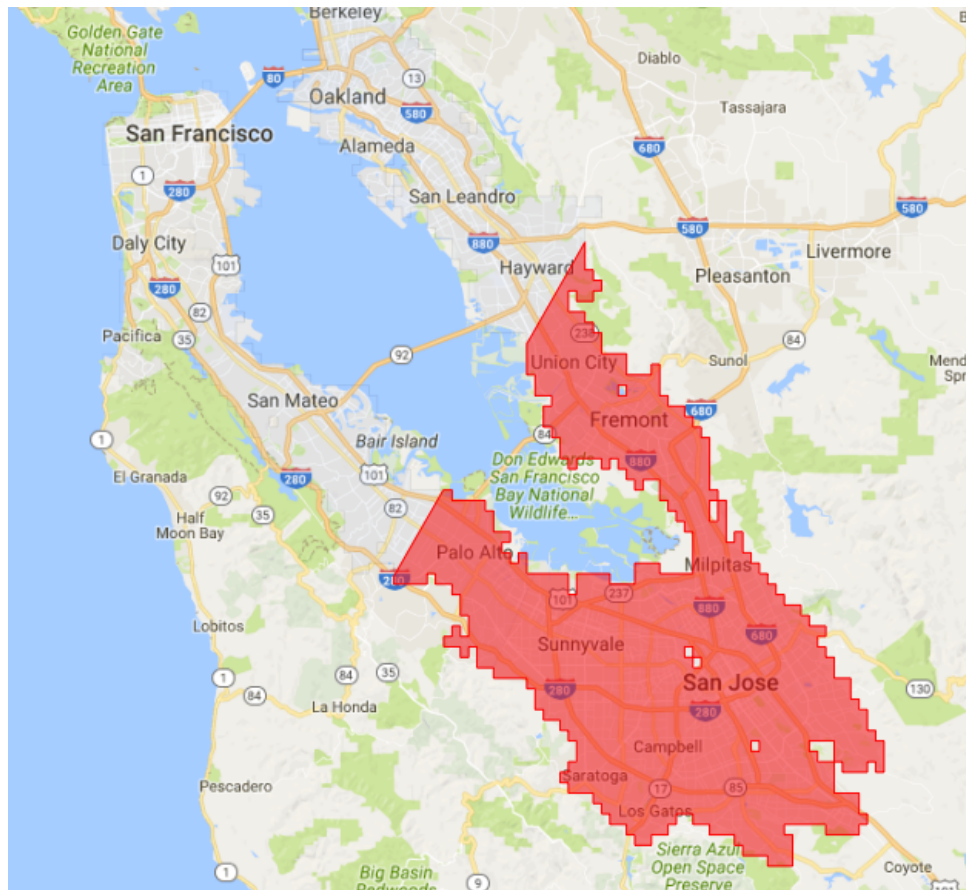 Berkeley
Golden Gate
National
Recreation
Area
80
13
Diablo
Oakland
580
Tassajara
San Francisco
Alameda
680
1
280
San Leandro
580
880
580
Daly City
Livermore
101
Hayward
Pleasanton
280
82
238
Pacifica
35
92
84
Union City
Sunol
San Mateo
680
Fremont
Bair Island
84
1
880
Don Edwards
San Francisco
Bay National
Wildlife...
El Granada
280
101
92
35
82
Half
Moon Bay
Palo Alto
Milpitas
280
101
237
880
Lobitos
Sunnyvale
680
1
35
San Jose
84
84
280
130
La Honda
280
Campbell
Saratoga
Pescadero
17
85
Los Gatos
Sierra Azul
Open Space
Preserve
1
Big Basin
Redwoods
9
Coyote
101